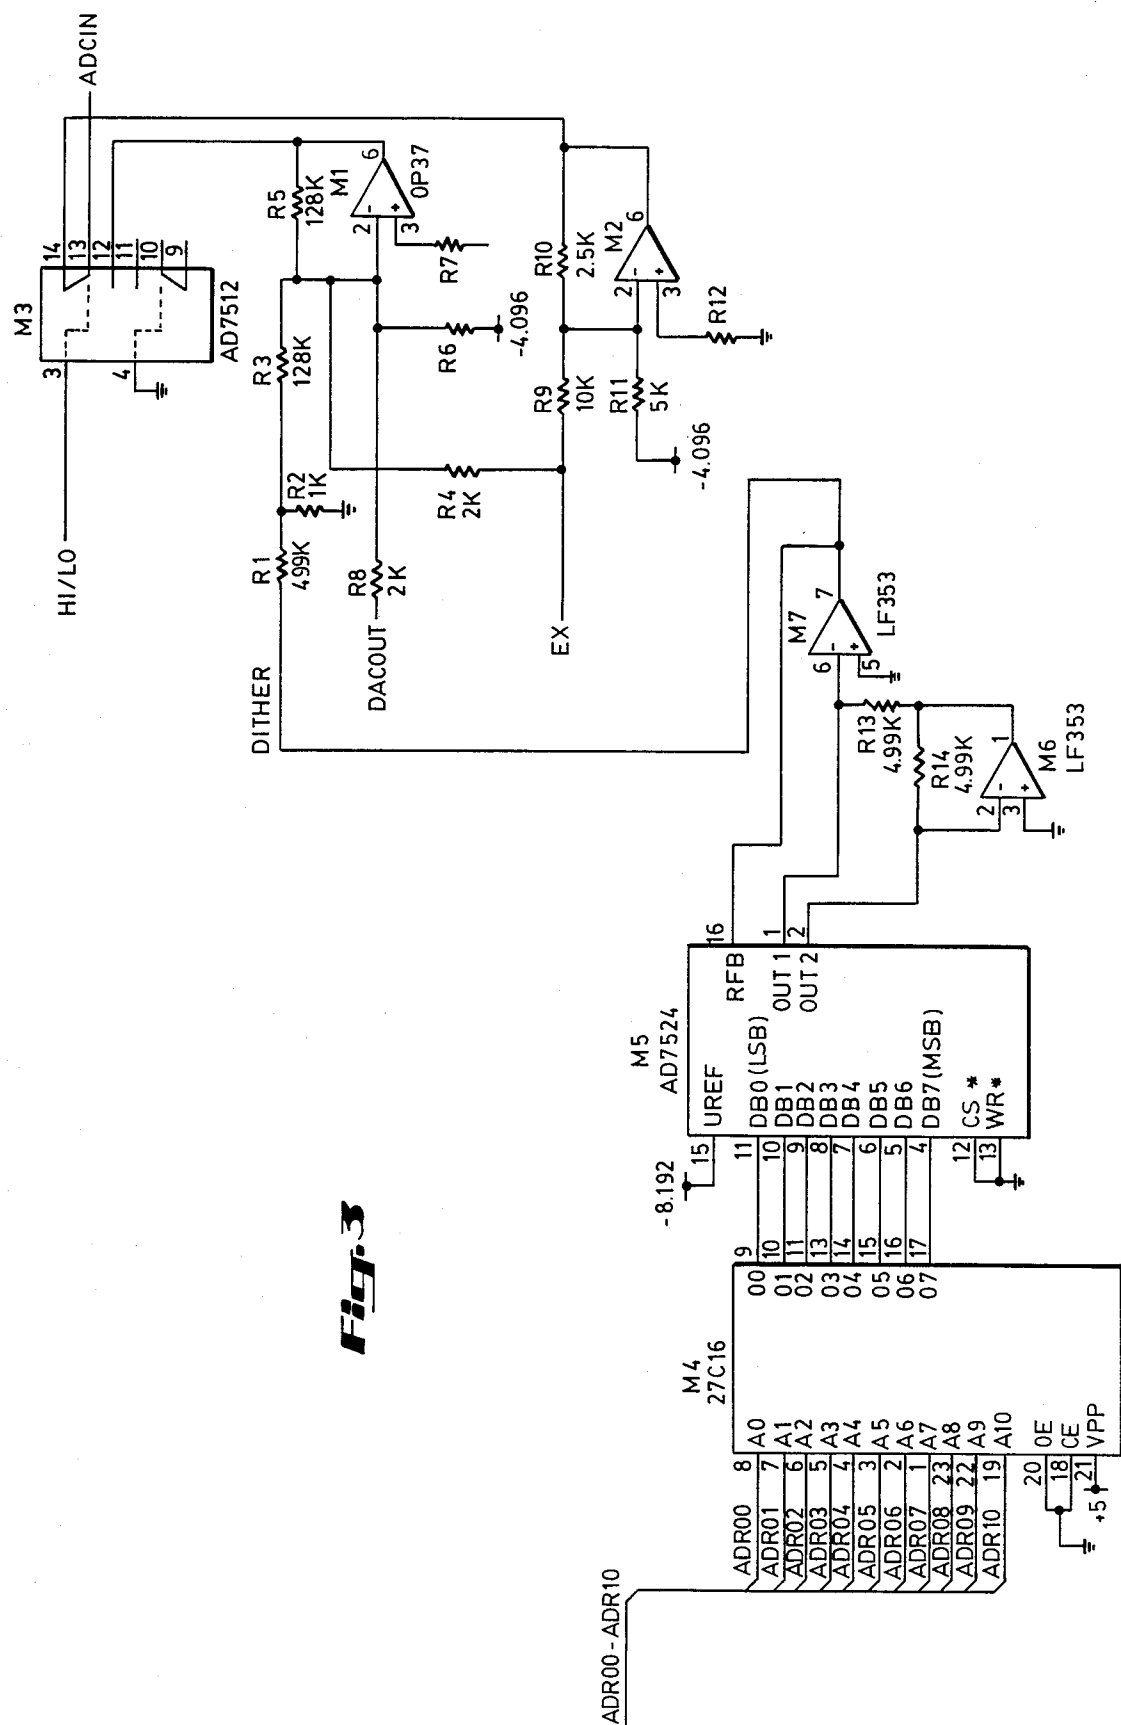 ADCIN
HI/LO
M3
AD7512
3
4
14
13
12
11
10
9
R5
128K
M1
OP37
2
3
6
-
+
R7
R3
128K
R6
-4.096
R2
1K
R4
2K
R1
499K
R8
2K
DITHER
DACOUT
EX
R10
2.5K
R9
10K
R11
5K
-4.096
M2
2
3
6
-
+
R12
M7
LF353
6
5
7
-
+
R13
4.99K
R14
4.99K
M6
LF353
2
3
1
-
+
M5
AD7524
16 RFB
1 OUT1
2 OUT2
-8.192
15 UREF
11 DB0 (LSB)
10 DB1
9 DB2
8 DB3
7 DB4
6 DB5
5 DB6
4 DB7 (MSB)
12 CS*
13 WR*
Fig. 3
M4
27C16
O0 9
O1 10
O2 11
O3 13
O4 14
O5 15
O6 16
O7 17
ADR00 8 A0
ADR01 7 A1
ADR02 6 A2
ADR03 5 A3
ADR04 4 A4
ADR05 3 A5
ADR06 2 A6
ADR07 1 A7
ADR08 23 A8
ADR09 22 A9
ADR10 19 A10
20 OE
18 CE
21 VPP
+5
ADR00-ADR10